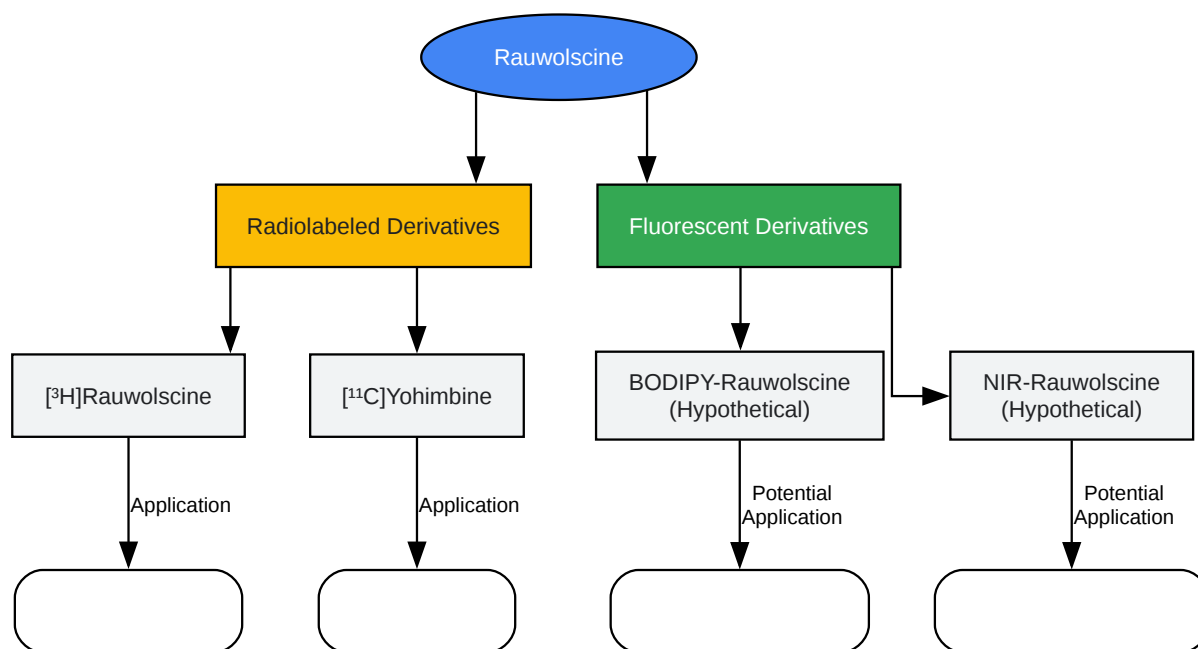 Rauwolscine
Radiolabeled Derivatives
Fluorescent Derivatives
[³H]Rauwolscine
[¹¹C]Yohimbine
BODIPY-Rauwolscine
(Hypothetical)
NIR-Rauwolscine
(Hypothetical)
Application
Application
Potential
Application
Potential
Application